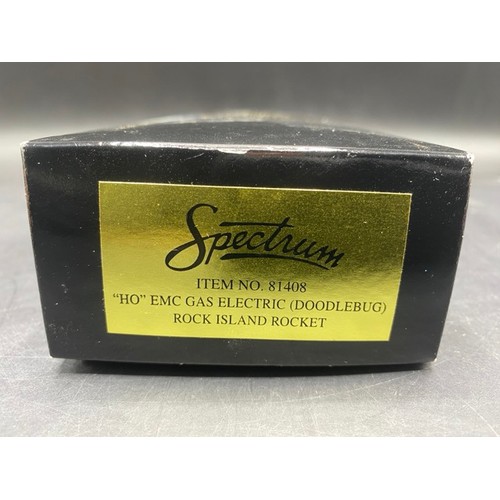 Spectrum
ITEM NO. 81408
"HO" EMC GAS ELECTRIC (DOODLEBUG)
ROCK ISLAND ROCKET